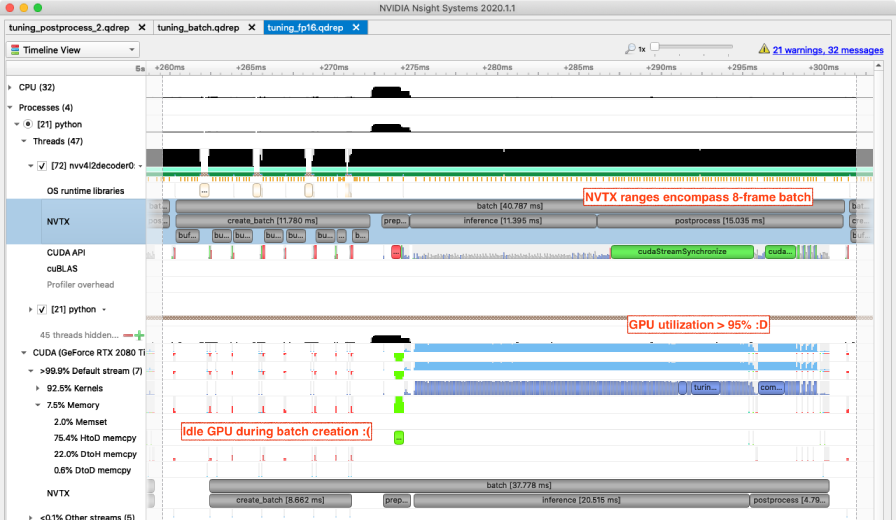 NVIDIA Nsight Systems 2020.1.1
tuning_postprocess_2.qdrep ✕ tuning_batch.qdrep ✕ tuning_fp16.qdrep ✕
Timeline View 1x 21 warnings, 32 messages
5s +260ms +265ms +270ms +275ms +280ms +285ms +290ms +295ms +300ms
CPU (32)
Processes (4)
[21] python
Threads (47)
[72] nvv4l2decoder0:
OS runtime libraries ...
NVTX ranges encompass 8-frame batch
bat... batch [40.787 ms] bat...
NVTX pos... create_batch [11.780 ms] prep... inference [11.395 ms] postprocess [15.035 ms] cre...
buf... bu... bu... bu... bu... bu... ... b... buf...
CUDA API ... cudaStreamSynchronize cuda...
cuBLAS
Profiler overhead
[21] python
GPU utilization > 95% :D
45 threads hidden...
CUDA (GeForce RTX 2080 Ti
>99.9% Default stream (7)
92.5% Kernels turin... com...
7.5% Memory
2.0% Memset
Idle GPU during batch creation :(
75.4% HtoD memcpy ...
22.0% DtoH memcpy
0.6% DtoD memcpy
batch [37.778 ms]
NVTX create_batch [8.662 ms] prep... inference [20.515 ms] postprocess [4.79...
<0.1% Other streams (5)